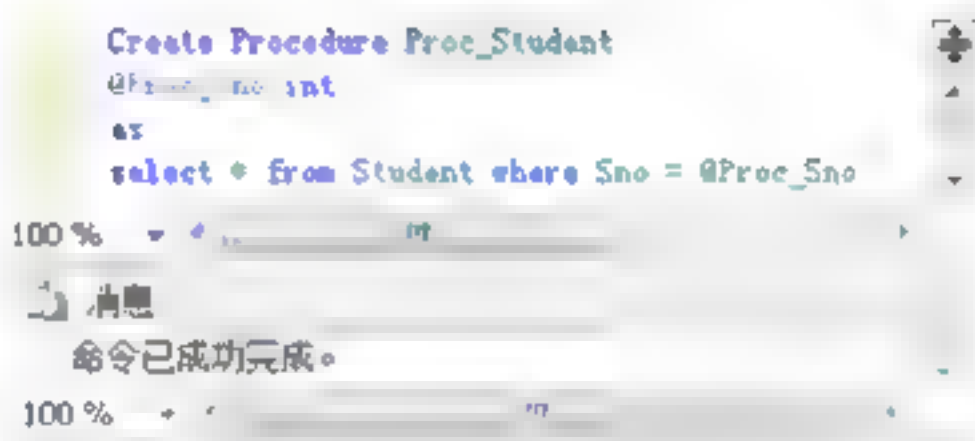 Create Procedure Proc_Student
int
as
select * from Student where Sno = @Proc_Sno
100 %
消息
命令已成功完成。
100 %